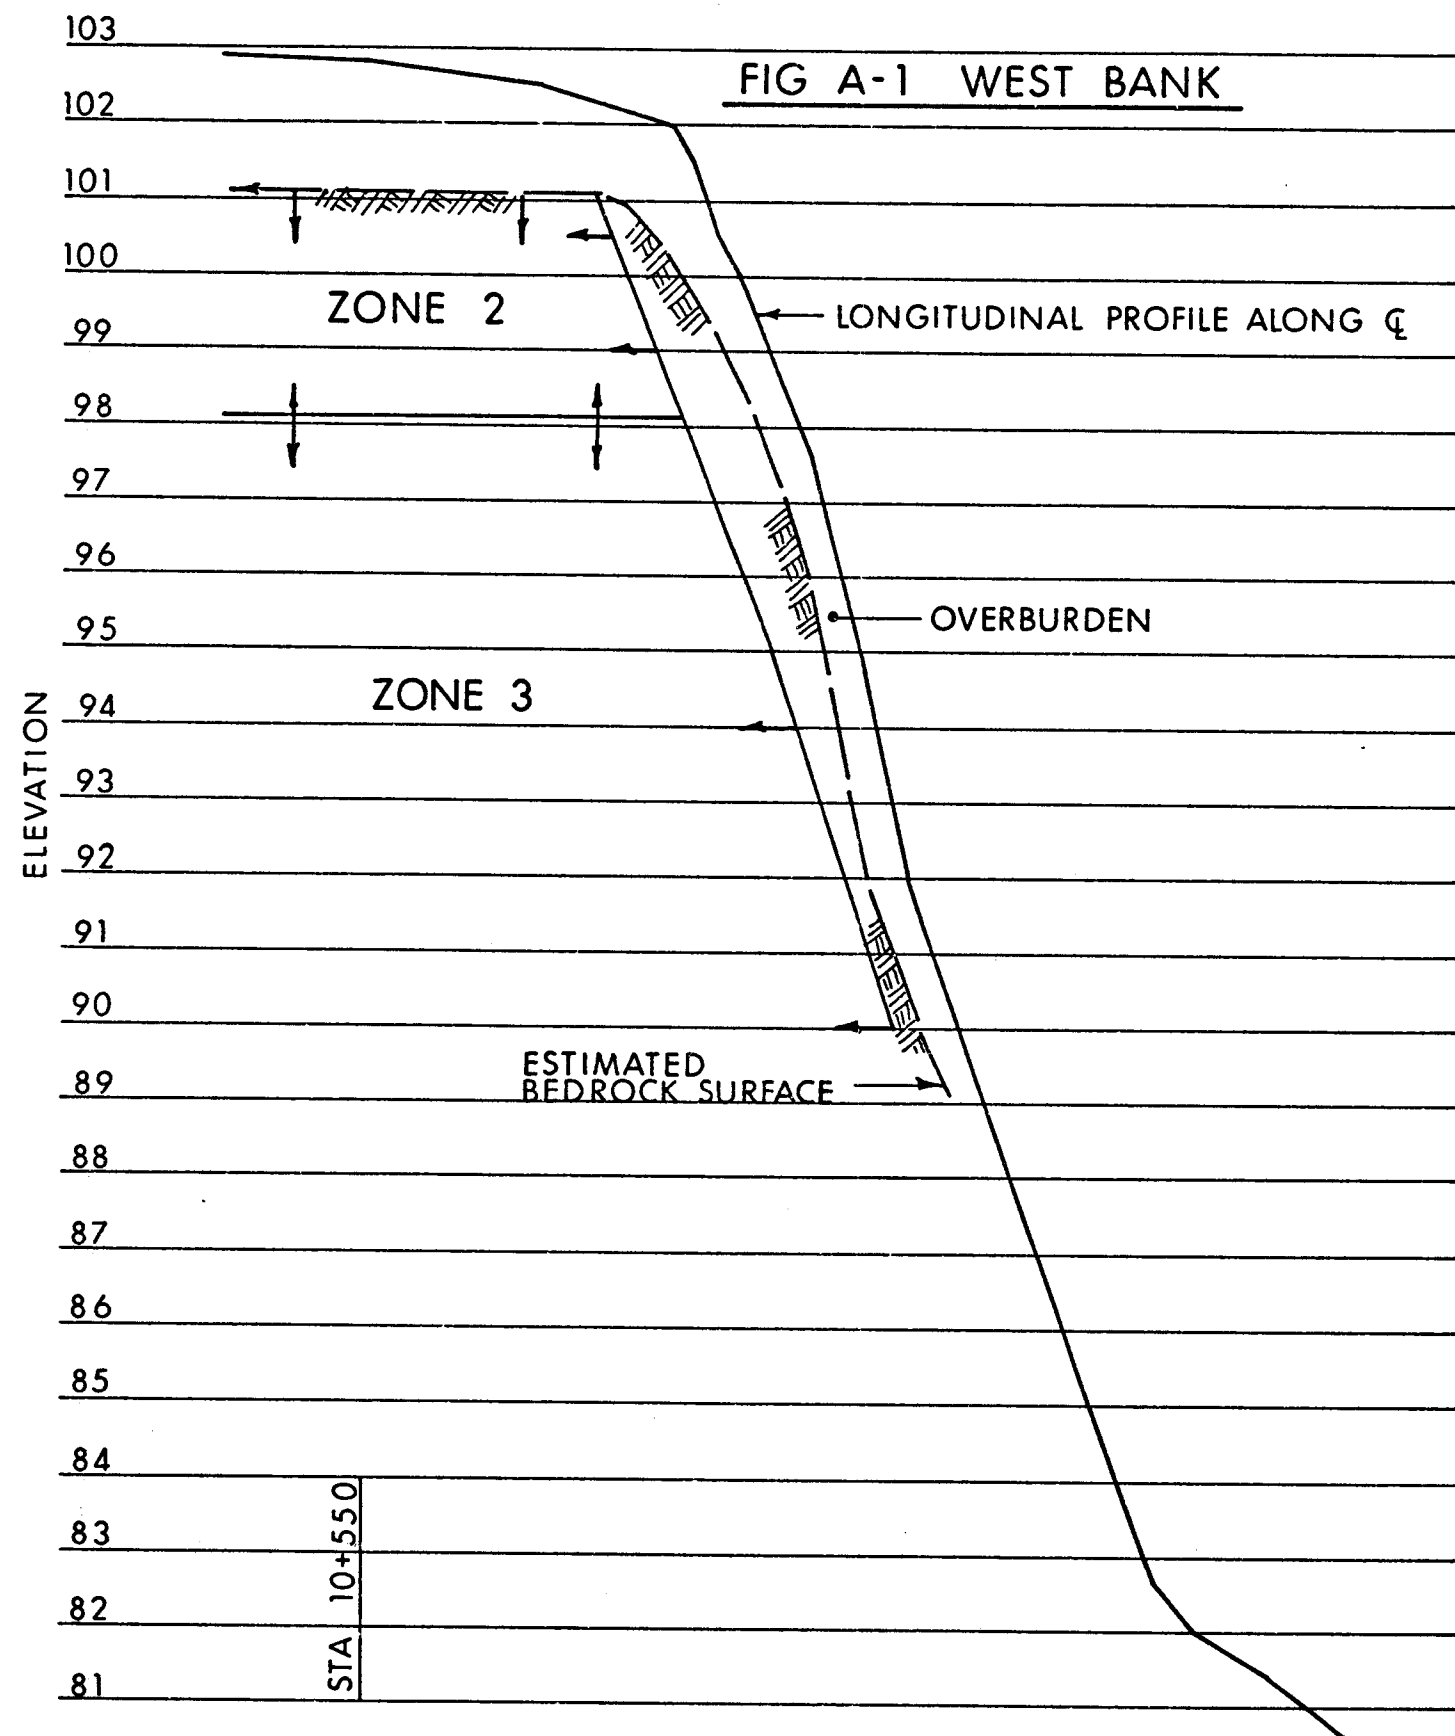 103
FIG A-1 WEST BANK
102
101
100
ZONE 2
LONGITUDINAL PROFILE ALONG ℄
99
98
97
96
OVERBURDEN
95
ZONE 3
94
ELEVATION
93
92
91
90
ESTIMATED
BEDROCK SURFACE
89
88
87
86
85
84
STA 10+550
83
82
81